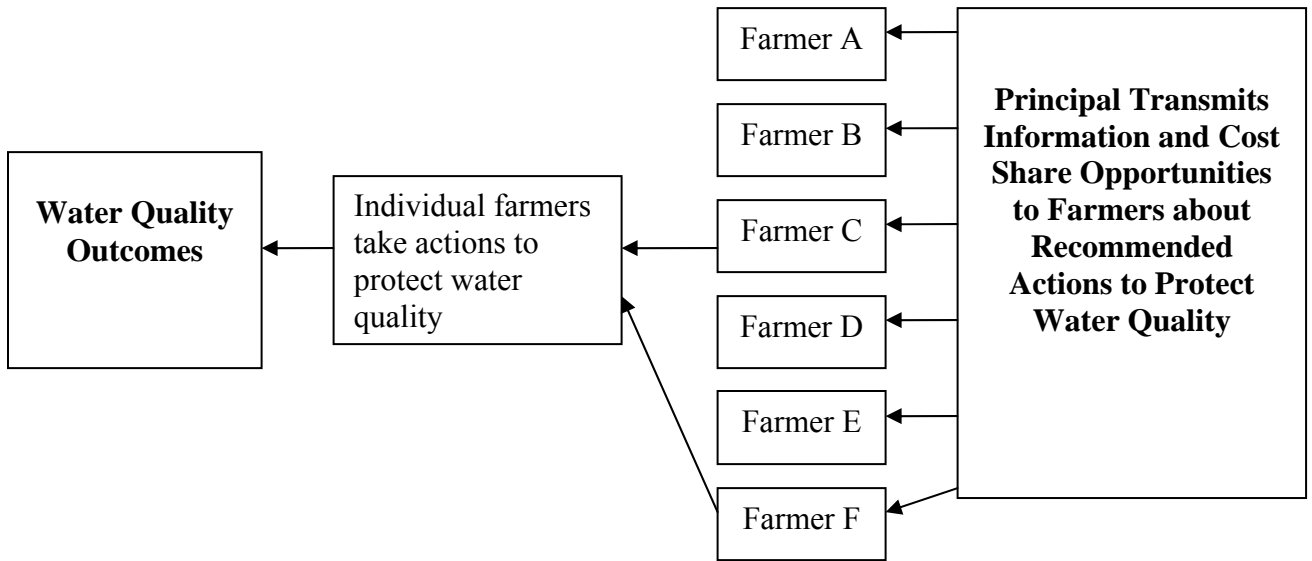 Water Quality
Outcomes
Individual farmers
take actions to
protect water
quality
Farmer A
Farmer B
Farmer C
Farmer D
Farmer E
Farmer F
Principal Transmits
Information and Cost
Share Opportunities
to Farmers about
Recommended
Actions to Protect
Water Quality